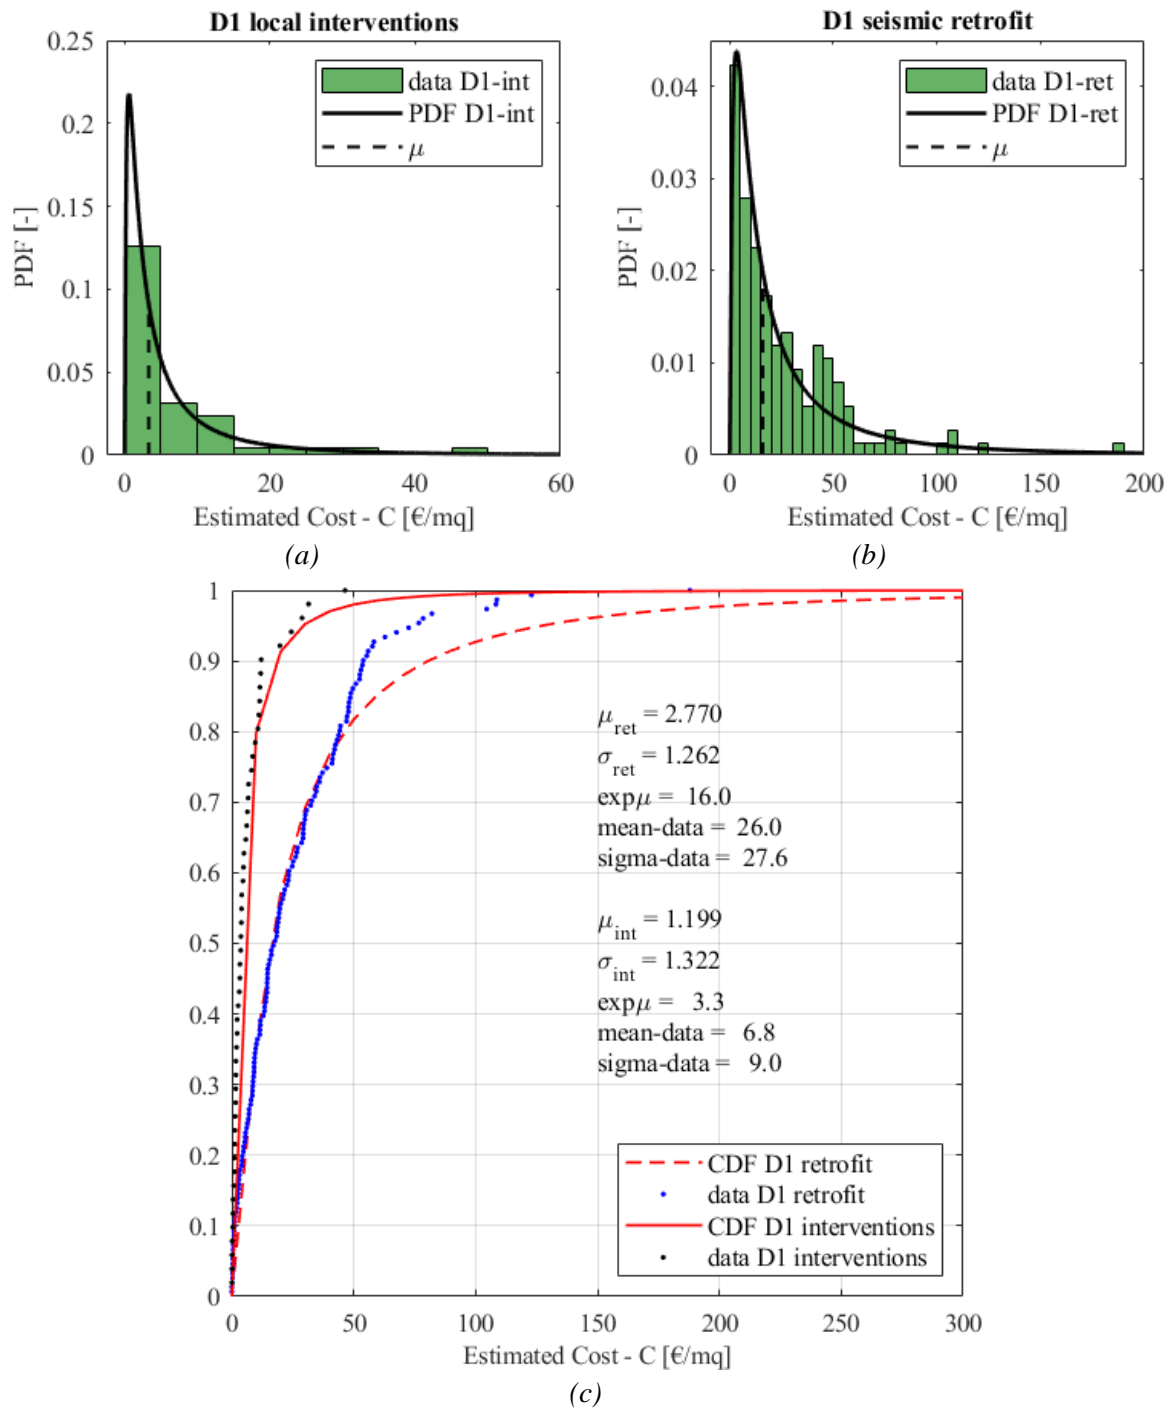 D1 local interventions
0.25
0.2
0.15
0.1
0.05
0
PDF [-]
data D1-int
PDF D1-int
μ
0 20 40 60
Estimated Cost - C [€/mq]
(a)
D1 seismic retrofit
0.04
0.03
0.02
0.01
0
PDF [-]
data D1-ret
PDF D1-ret
μ
0 50 100 150 200
Estimated Cost - C [€/mq]
(b)
1
0.9
0.8
0.7
0.6
0.5
0.4
0.3
0.2
0.1
0
μret = 2.770
σret = 1.262
expμ = 16.0
mean-data = 26.0
sigma-data = 27.6
μint = 1.199
σint = 1.322
expμ = 3.3
mean-data = 6.8
sigma-data = 9.0
CDF D1 retrofit
data D1 retrofit
CDF D1 interventions
data D1 interventions
0 50 100 150 200 250 300
Estimated Cost - C [€/mq]
(c)